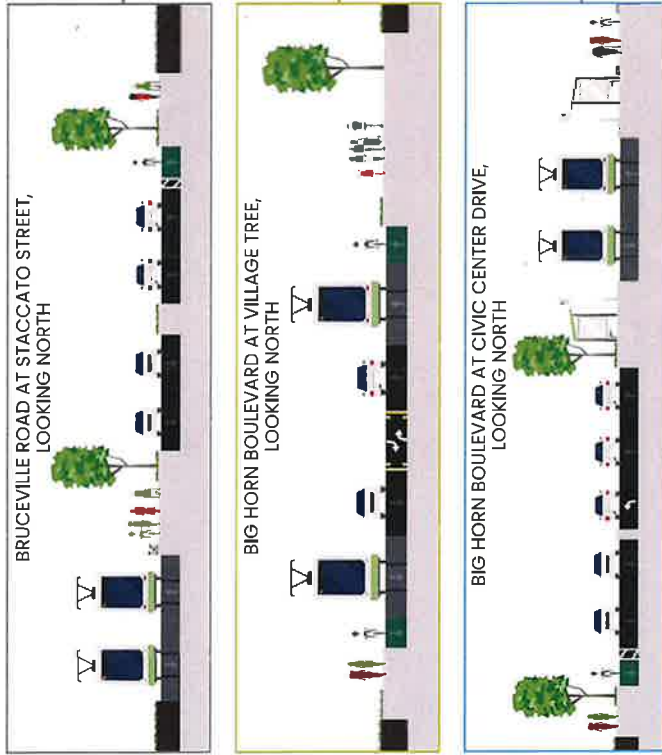 BRUCEVILLE ROAD AT STACCATO STREET,
LOOKING NORTH
BIG HORN BOULEVARD AT VILLAGE TREE,
LOOKING NORTH
BIG HORN BOULEVARD AT CIVIC CENTER DRIVE,
LOOKING NORTH